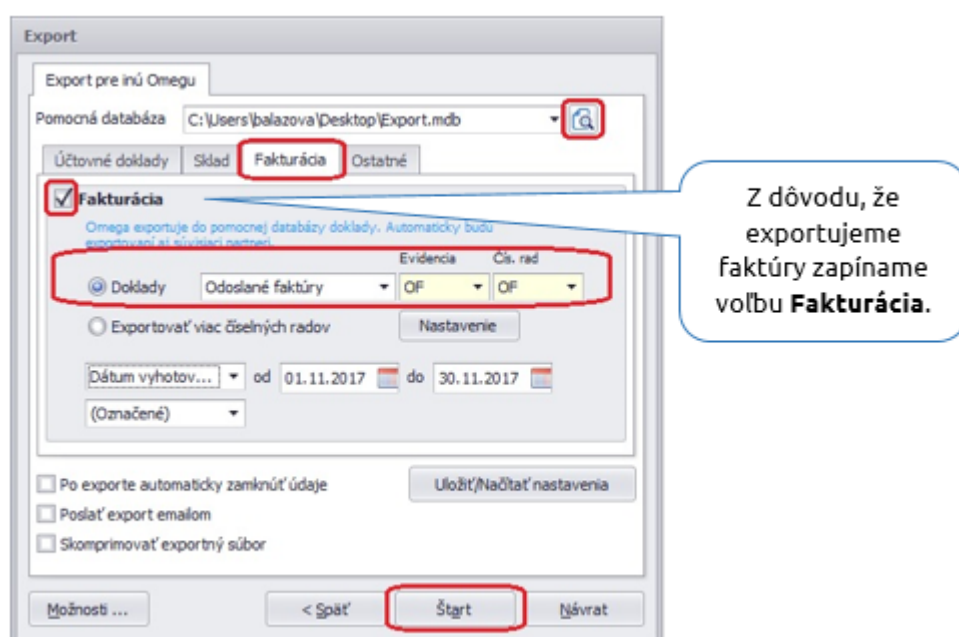 Export
Export pre inú Omegu
Pomocná databáza C:\Users\balazova\Desktop\Export.mdb
Účtovné doklady Sklad Fakturácia Ostatné
Fakturácia
Omega exportuje do pomocnej databázy doklady. Automaticky budu
exportovaní aj súvisiaci partneri.
Evidencia Čís. rad
Doklady Odoslané faktúry OF OF
Exportovať viac číselných radov Nastavenie
Dátum vyhotov... od 01.11.2017 do 30.11.2017
(Označené)
Po exporte automaticky zamknúť údaje Uložiť/Načítať nastavenia
Poslať export emailom
Skomprimovať exportný súbor
Možnosti ... < Späť Štart Návrat
Z dôvodu, že
exportujeme
faktúry zapíname
voľbu Fakturácia.